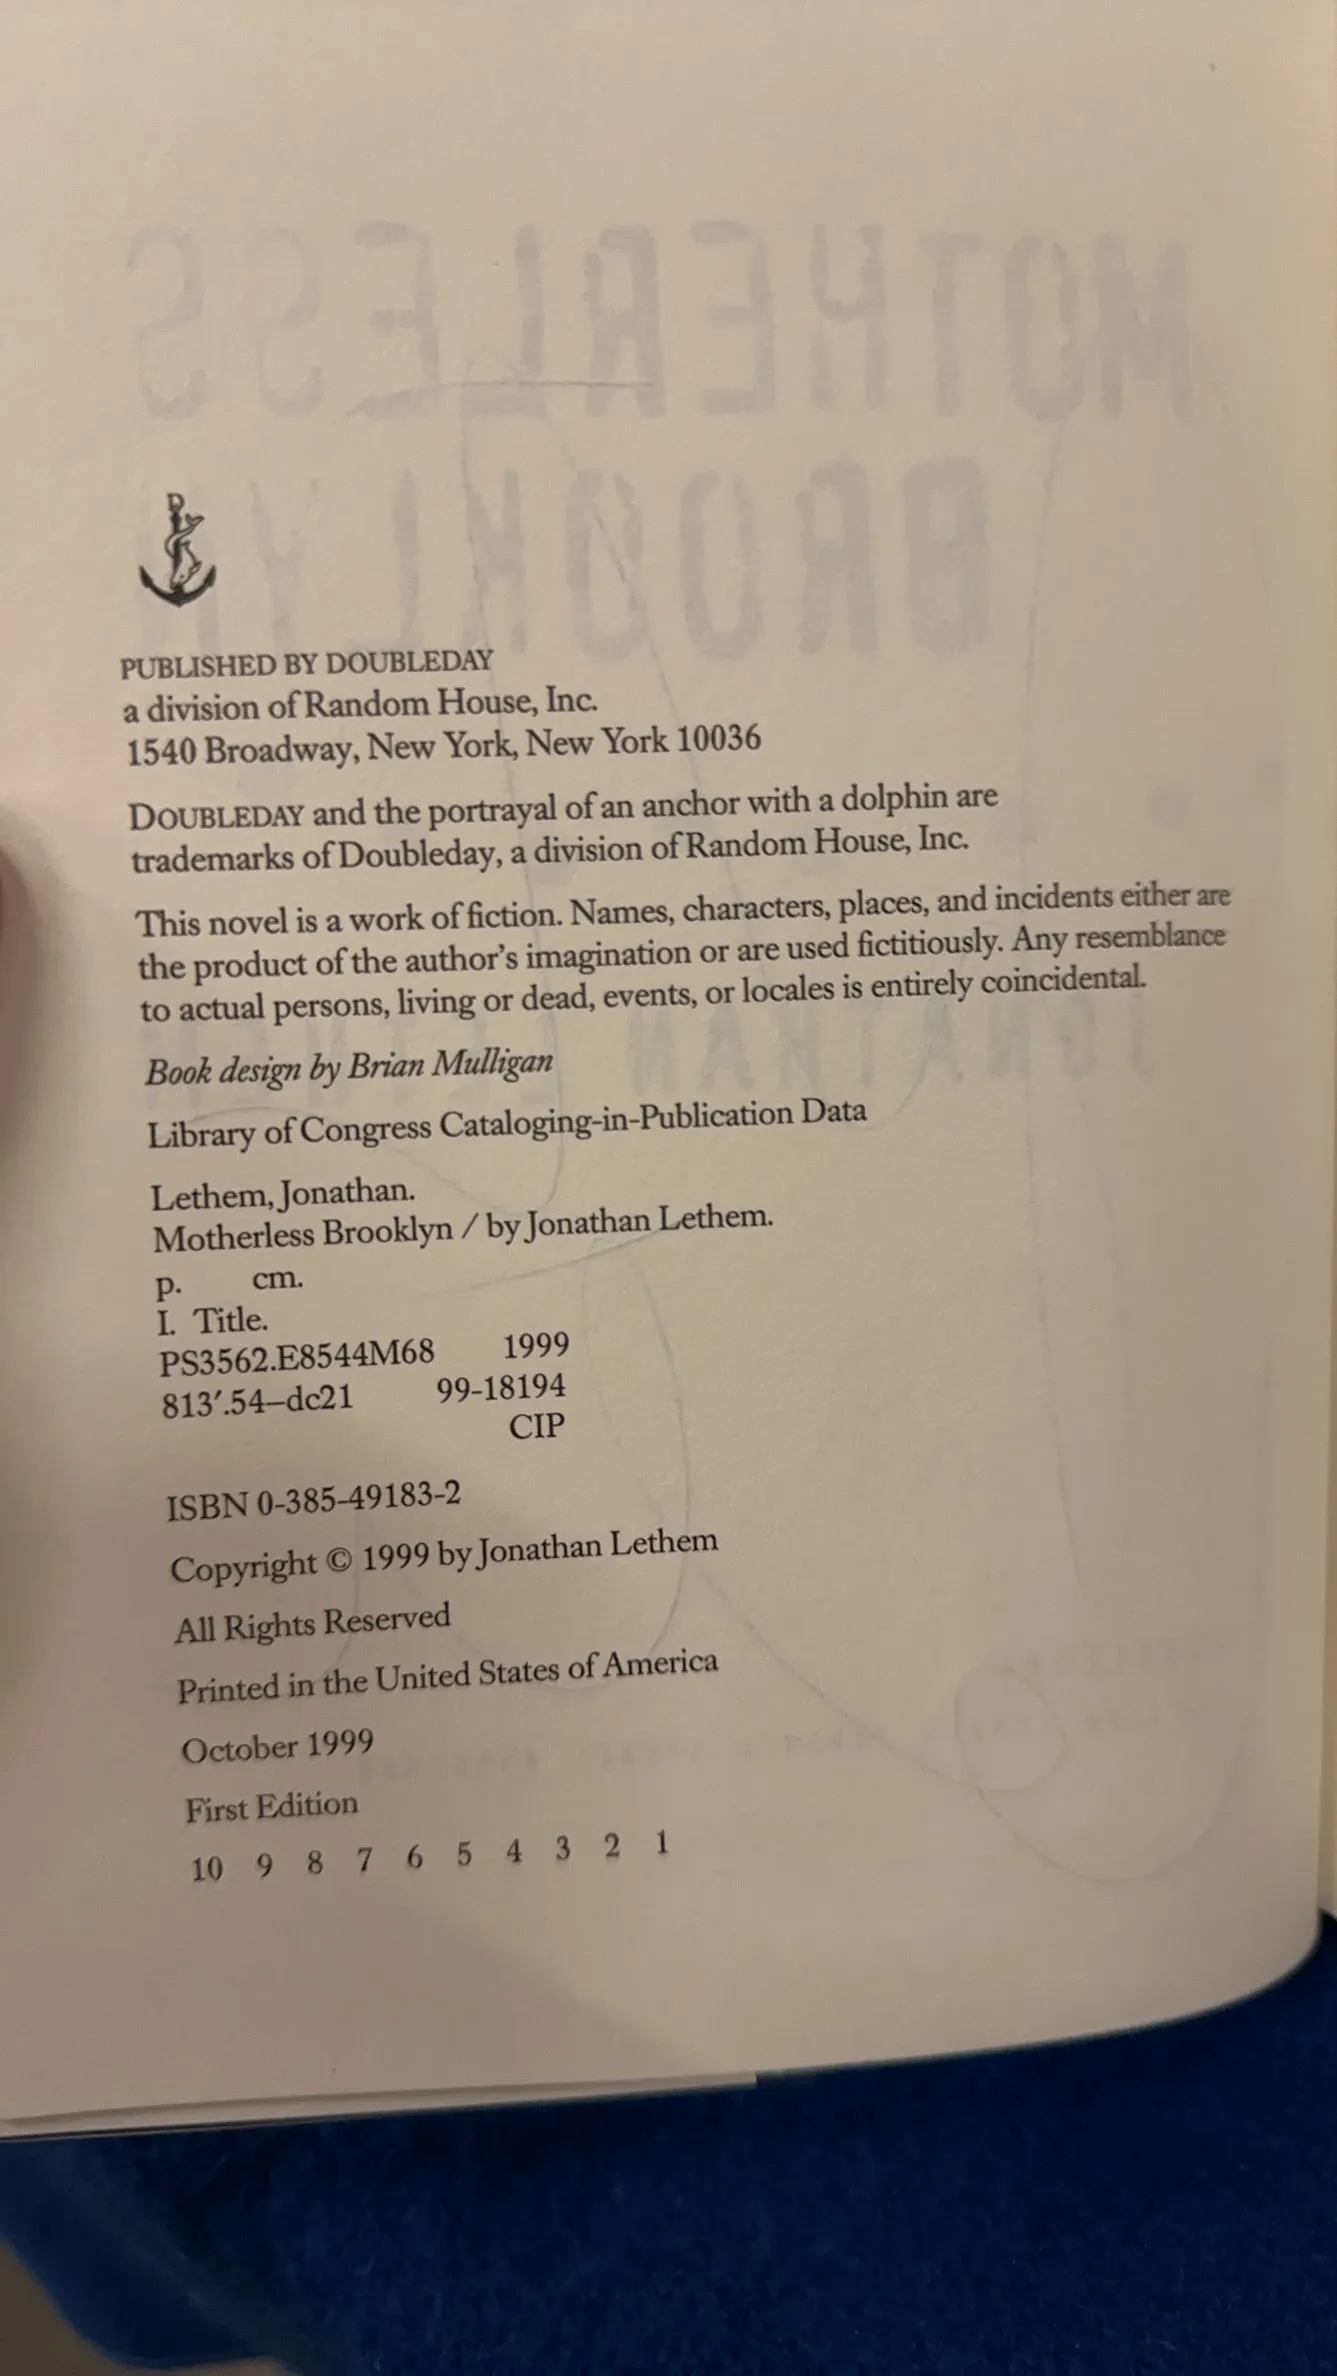 MOTHERLESS
BROOKLYN
PUBLISHED BY DOUBLEDAY
a division of Random House, Inc.
1540 Broadway, New York, New York 10036
DOUBLEDAY and the portrayal of an anchor with a dolphin are
trademarks of Doubleday, a division of Random House, Inc.
This novel is a work of fiction. Names, characters, places, and incidents either are
the product of the author's imagination or are used fictitiously. Any resemblance
to actual persons, living or dead, events, or locales is entirely coincidental.
JONATHAN LETHEM
Book design by Brian Mulligan
Library of Congress Cataloging-in-Publication Data
Lethem, Jonathan.
Motherless Brooklyn / by Jonathan Lethem.
p. cm.
I. Title.
PS3562.E8544M68 1999
813′.54–dc21 99-18194
CIP
ISBN 0-385-49183-2
Copyright © 1999 by Jonathan Lethem
All Rights Reserved
Printed in the United States of America
October 1999
First Edition
10 9 8 7 6 5 4 3 2 1